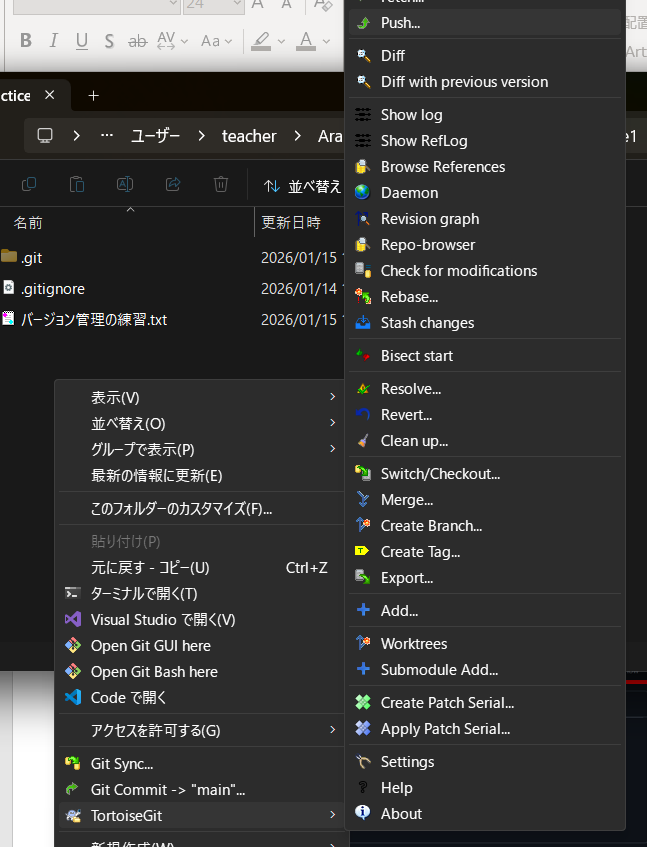 24
Push...
配置
B I U S ab AV Aa A
Art
Diff
Diff with previous version
ctice
Show log
Show RefLog
ユーザー
teacher
Ara
e1
Browse References
Daemon
並べ替え
Revision graph
名前
更新日時
Repo-browser
.git
2026/01/15 1
Check for modifications
.gitignore
2026/01/14 1
Rebase...
バージョン管理の練習.txt
2026/01/15 1
Stash changes
Bisect start
Resolve...
Revert...
Clean up...
Switch/Checkout...
Merge...
Create Branch...
Create Tag...
Export...
Add...
Worktrees
Submodule Add...
Create Patch Serial...
Apply Patch Serial...
Settings
Help
About
表示(V)
並べ替え(O)
グループで表示(P)
最新の情報に更新(E)
このフォルダーのカスタマイズ(F)...
貼り付け(P)
元に戻す - コピー(U) Ctrl+Z
ターミナルで開く(T)
Visual Studio で開く(V)
Open Git GUI here
Open Git Bash here
Code で開く
アクセスを許可する(G)
Git Sync...
Git Commit -> "main"...
TortoiseGit